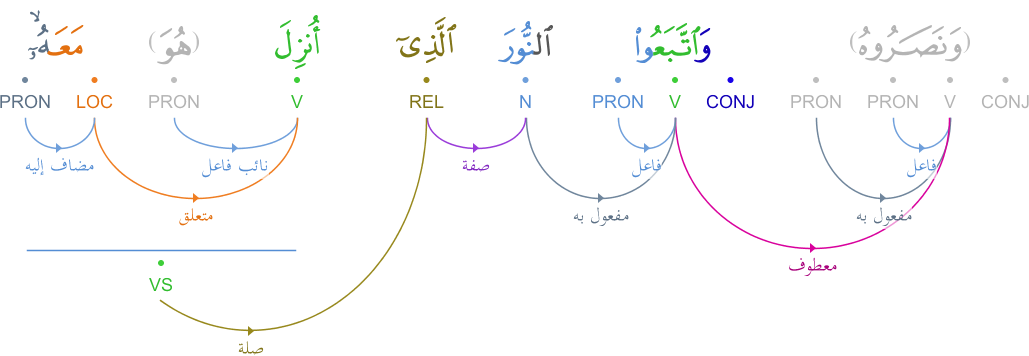 (وَنَصَرُوهُ) وَٱتَّبَعُوا۟ ٱلنُّورَ ٱلَّذِىٓ أُنزِلَ (هُوَ) مَعَهُۥٓ ۙ
CONJ V PRON PRON CONJ V PRON N REL V PRON LOC PRON
فاعل فاعل صفة نائب فاعل مضاف إليه
مفعول به مفعول به متعلق
معطوف
VS
صلة